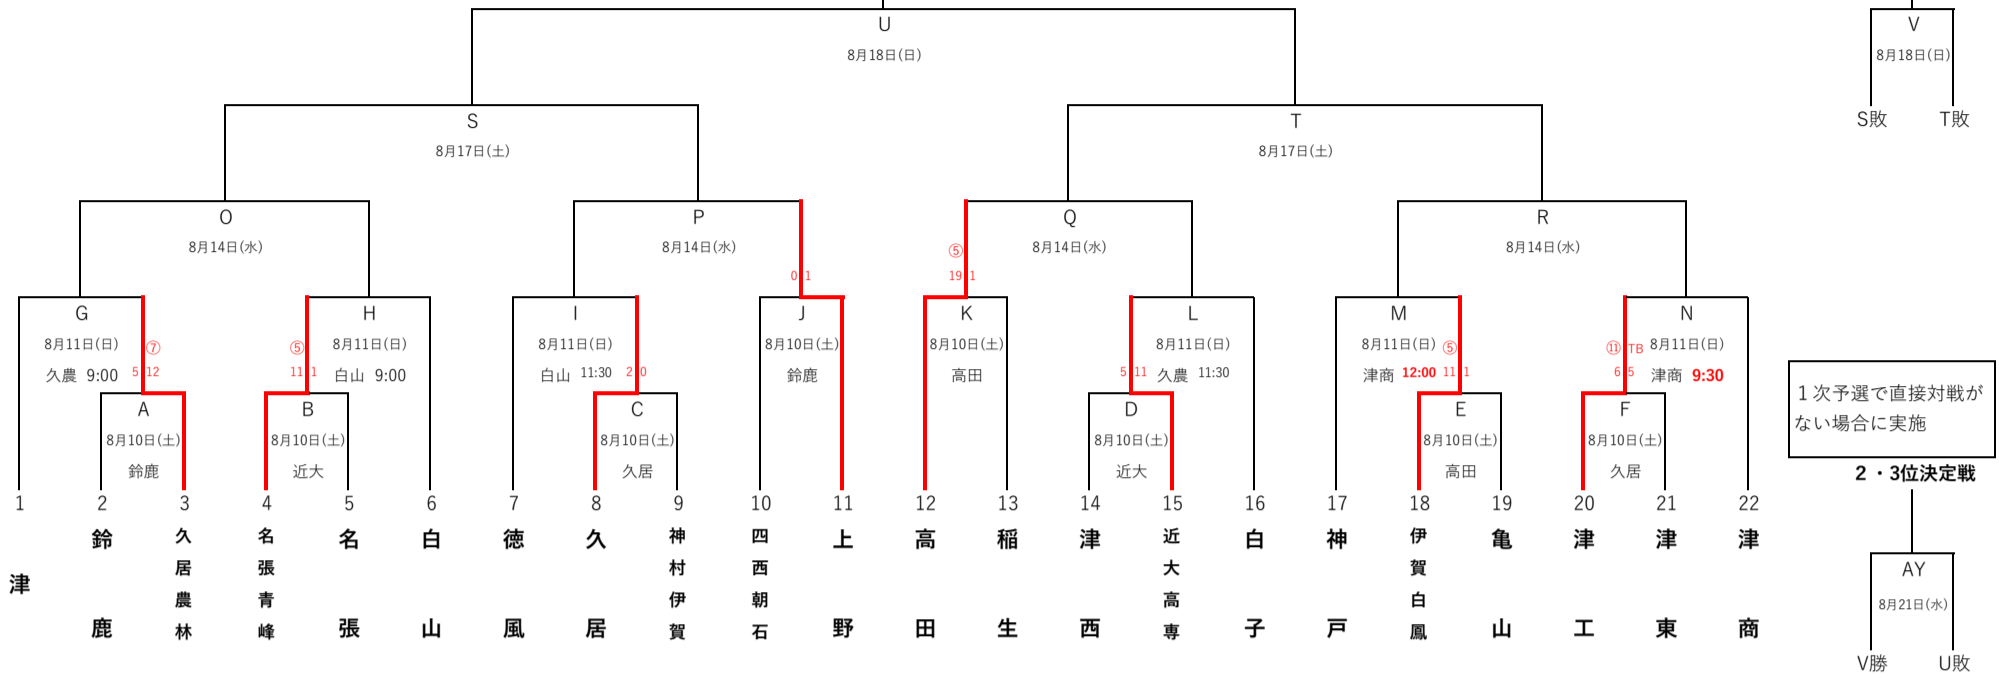 U
8月18日(日)
V
8月18日(日)
S敗 T敗
S
8月17日(土)
T
8月17日(土)
O
8月14日(水)
P
8月14日(水)
Q
8月14日(水)
R
8月14日(水)
0 1
⑤
19 1
G
8月11日(日)
久農 9:00
⑦
5 12
H
8月11日(日)
白山 9:00
⑤
11 1
I
8月11日(日)
白山 11:30
2 0
J
8月10日(土)
鈴鹿
K
8月10日(土)
高田
L
8月11日(日)
久農 11:30
5 11
M
8月11日(日)
津商 12:00
⑤
11 1
N
8月11日(日)
津商 9:30
⑪ TB
6 5
A
8月10日(土)
鈴鹿
B
8月10日(土)
近大
C
8月10日(土)
久居
D
8月10日(土)
近大
E
8月10日(土)
高田
F
8月10日(土)
久居
1次予選で直接対戦が
ない場合に実施
2・3位決定戦
AY
8月21日(水)
V勝 U敗
1 2 3 4 5 6 7 8 9 10 11 12 13 14 15 16 17 18 19 20 21 22
津
鈴鹿
久居農林
名張青峰
名張
白山
徳風
久居
神村伊賀
四西朝石
上野
高田
稲生
津西
近大高専
白子
神戸
伊賀白鳳
亀山
津工
津東
津商